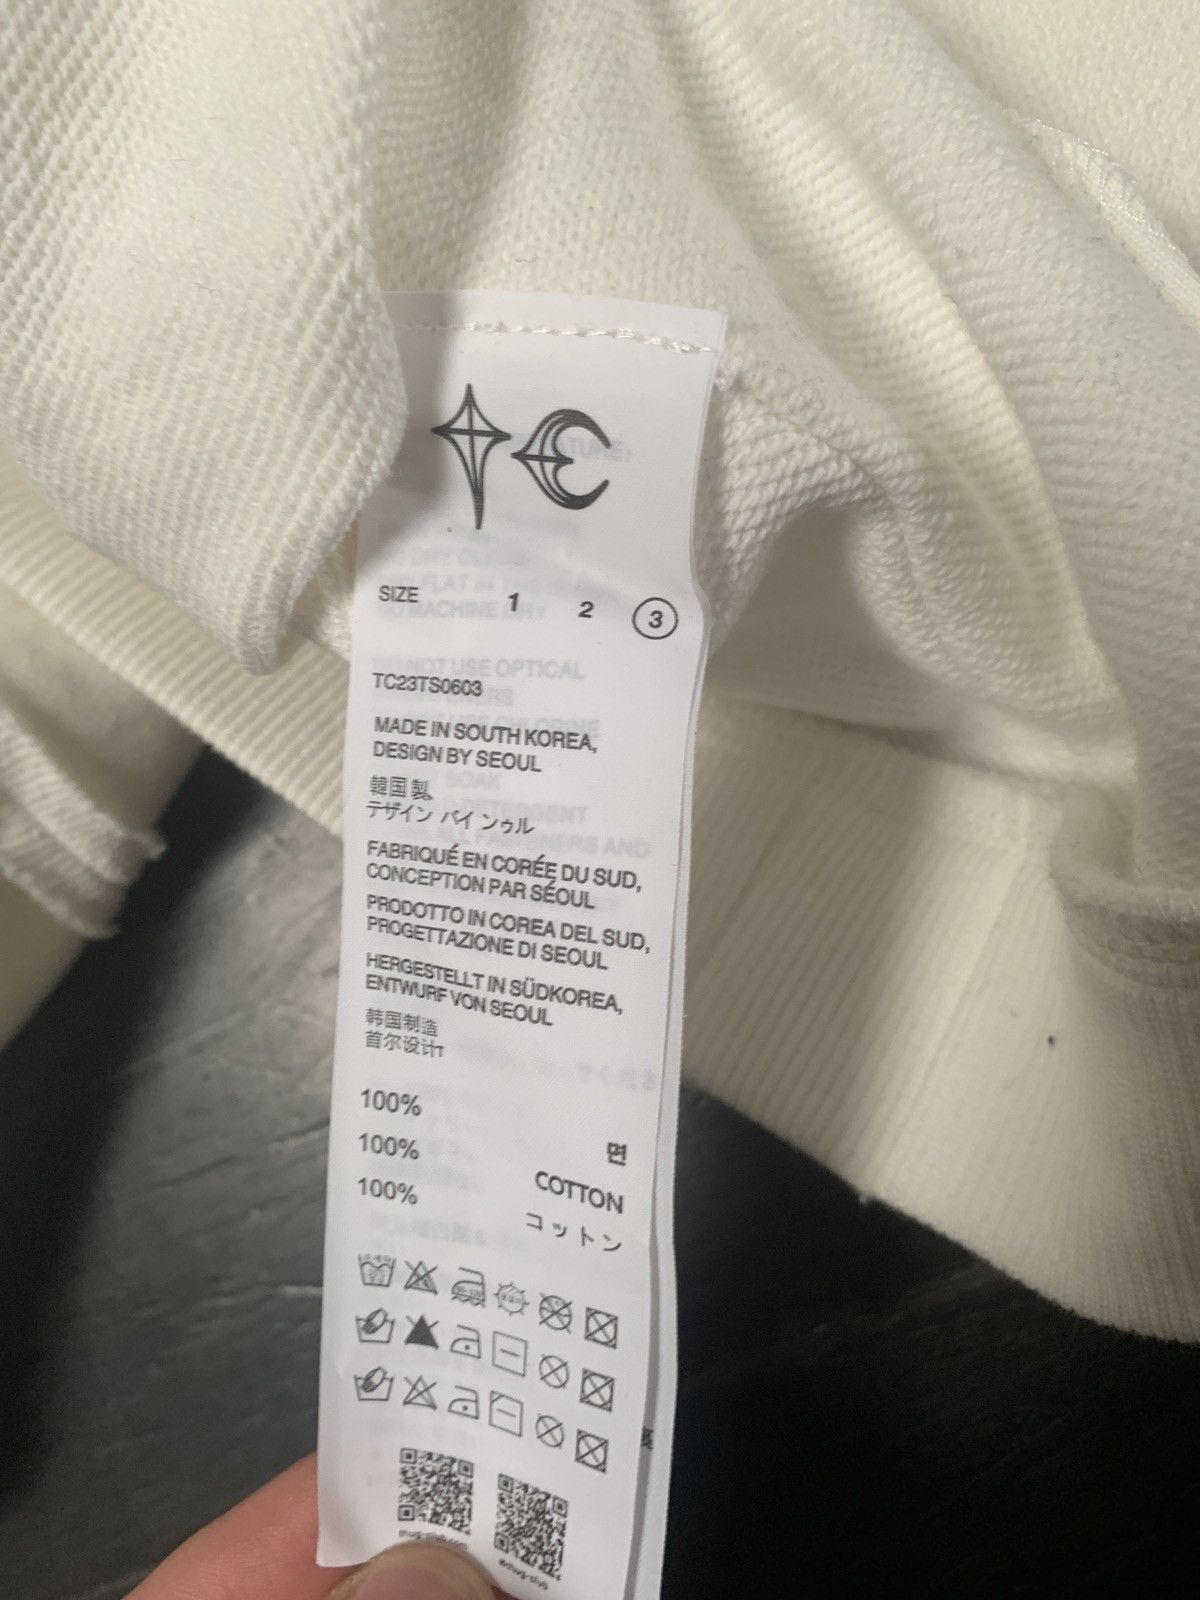 SIZE 1 2 3
TC23TS0603
MADE IN SOUTH KOREA,
DESIGN BY SEOUL
韓国製、
デザイン バイ ソゥル
FABRIQUÉ EN CORÉE DU SUD,
CONCEPTION PAR SÉOUL
PRODOTTO IN COREA DEL SUD,
PROGETTAZIONE DI SEOUL
HERGESTELLT IN SÜDKOREA,
ENTWURF VON SEOUL
韩国制造
首尔设计
100% 면
100% COTTON
100% コットン